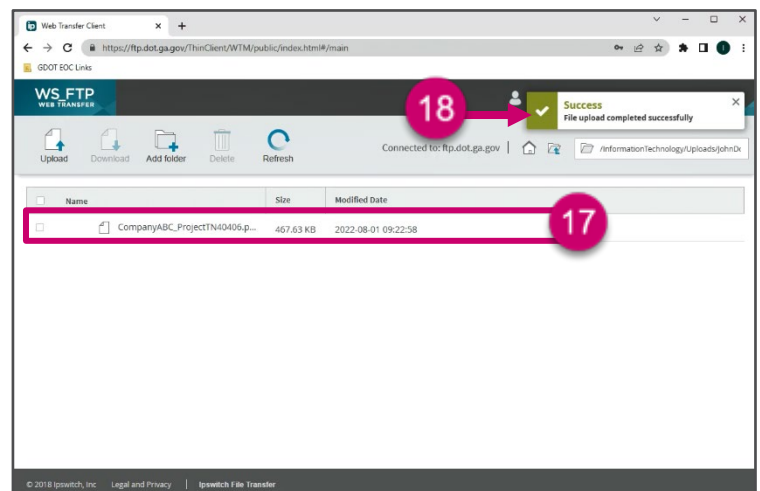 Web Transfer Client
https://ftp.dot.ga.gov/ThinClient/WTM/public/index.html#/main
GDOT EOC Links
WS_FTP
WEB TRANSFER
18
Success
File upload completed successfully
Upload Download Add folder Delete Refresh
Connected to: ftp.dot.ga.gov | /InformationTechnology/Uploads/JohnDo
Name Size Modified Date
CompanyABC_ProjectTN40406.p... 467.63 KB 2022-08-01 09:22:58
17
© 2018 Ipswitch, Inc Legal and Privacy | Ipswitch File Transfer